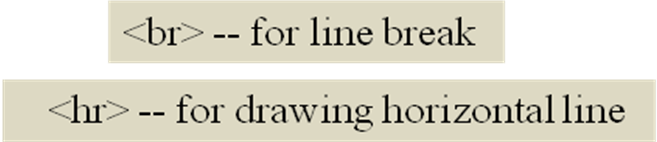 <br> -- for line break
<hr> -- for drawing horizontal line